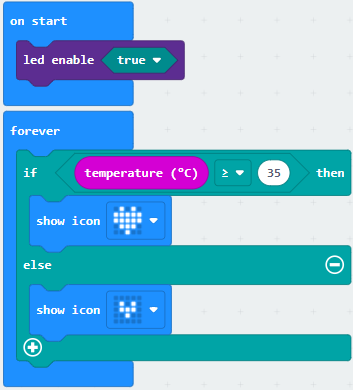 on start
led enable true
forever
if temperature (°C) ≥ 35 then
show icon
else
show icon